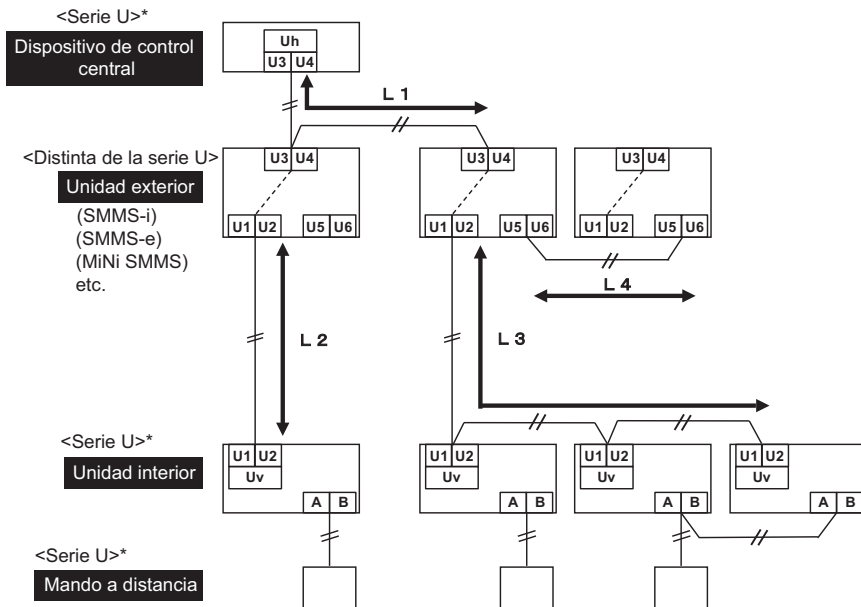 <Serie U>*
Dispositivo de control
central
Uh
U3 U4
L 1
<Distinta de la serie U>
Unidad exterior
(SMMS-i)
(SMMS-e)
(MiNi SMMS)
etc.
U3 U4
U1 U2 U5 U6
U3 U4
U1 U2 U5 U6
U3 U4
U1 U2 U5 U6
L 4
L 2
L 3
<Serie U>*
Unidad interior
U1 U2
Uv
A B
U1 U2
Uv
A B
U1 U2
Uv
A B
U1 U2
Uv
A B
<Serie U>*
Mando a distancia